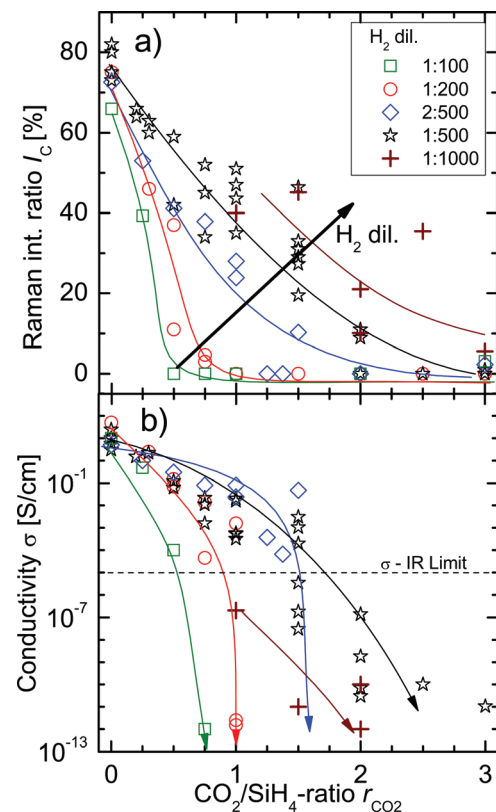 a)
H2 dil.
1:100
1:200
2:500
1:500
1:1000
80
60
40
20
0
Raman int. ratio IC [%]
H2 dil.
b)
10-1
10-7
10-13
Conductivity σ [S/cm]
σ - IR Limit
0 1 2 3
CO2/SiH4-ratio rCO2